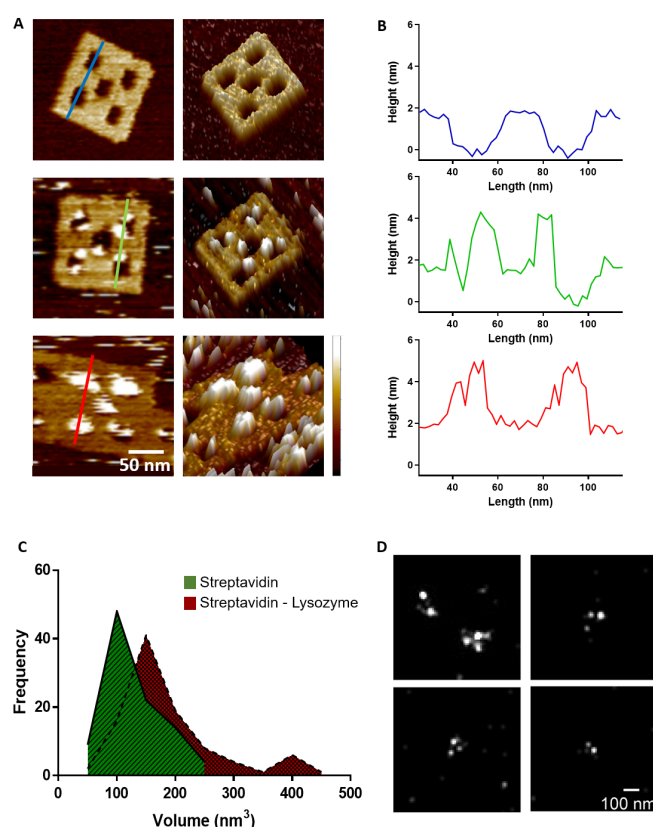 A
B
Height (nm)
4
2
0
40 60 80 100
Length (nm)
Height (nm)
6
4
2
0
40 60 80 100
Length (nm)
50 nm
Height (nm)
6
4
2
0
40 60 80 100
Length (nm)
C
D
Frequency
60
40
20
0
Streptavidin
Streptavidin - Lysozyme
0 100 200 300 400 500
Volume (nm³)
100 nm